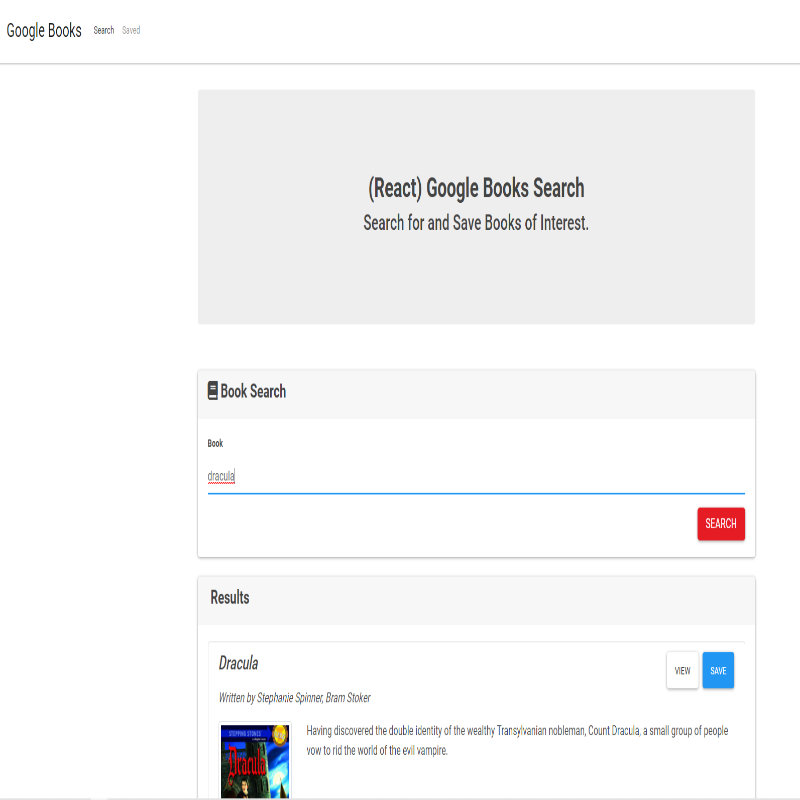 Google Books Search Saved
(React) Google Books Search
Search for and Save Books of Interest.
Book Search
Book
dracula
SEARCH
Results
Dracula
VIEW
SAVE
Written by Stephanie Spinner, Bram Stoker
STEPPING STONES
Dracula
Having discovered the double identity of the wealthy Transylvanian nobleman, Count Dracula, a small group of people
vow to rid the world of the evil vampire.